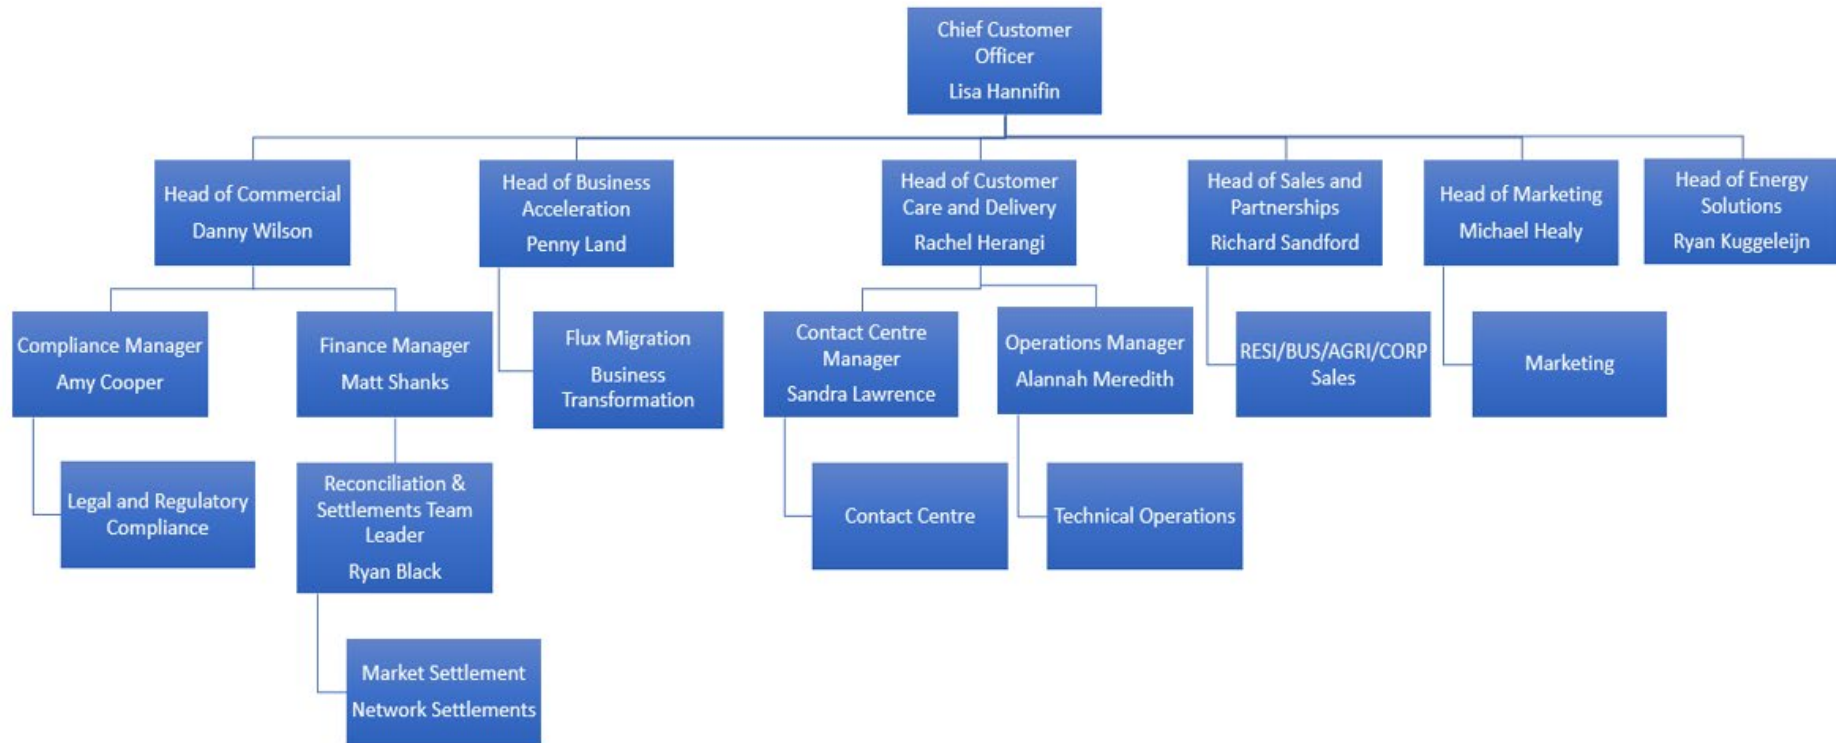 Chief Customer
Officer
Lisa Hannifin
Head of Commercial
Danny Wilson
Head of Business
Acceleration
Penny Land
Head of Customer
Care and Delivery
Rachel Herangi
Head of Sales and
Partnerships
Richard Sandford
Head of Marketing
Michael Healy
Head of Energy
Solutions
Ryan Kuggeleijn
Compliance Manager
Amy Cooper
Finance Manager
Matt Shanks
Flux Migration
Business
Transformation
Contact Centre
Manager
Sandra Lawrence
Operations Manager
Alannah Meredith
RESI/BUS/AGRI/CORP
Sales
Marketing
Legal and Regulatory
Compliance
Reconciliation &
Settlements Team
Leader
Ryan Black
Contact Centre
Technical Operations
Market Settlement
Network Settlements